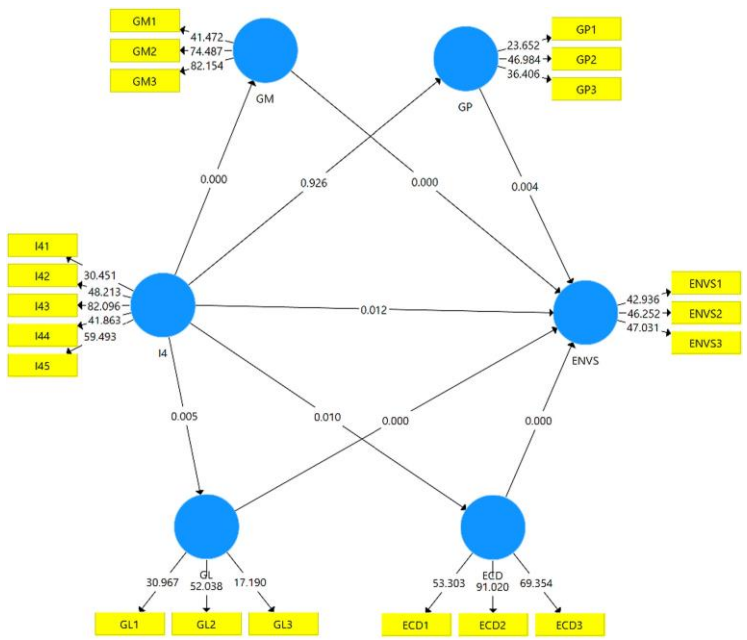 GM1
GM2
GM3
41.472
74.487
82.154
GM
GP1
GP2
GP3
23.652
46.984
36.406
GP
0.000
0.926
0.000
0.004
I41
I42
I43
I44
I45
30.451
48.213
82.096
41.863
59.493
I4
0.012
ENVS1
ENVS2
ENVS3
42.936
46.252
47.031
ENVS
0.005
0.010
0.000
0.000
GL
30.967
52.038
17.190
GL1
GL2
GL3
ECD
53.303
91.020
69.354
ECD1
ECD2
ECD3